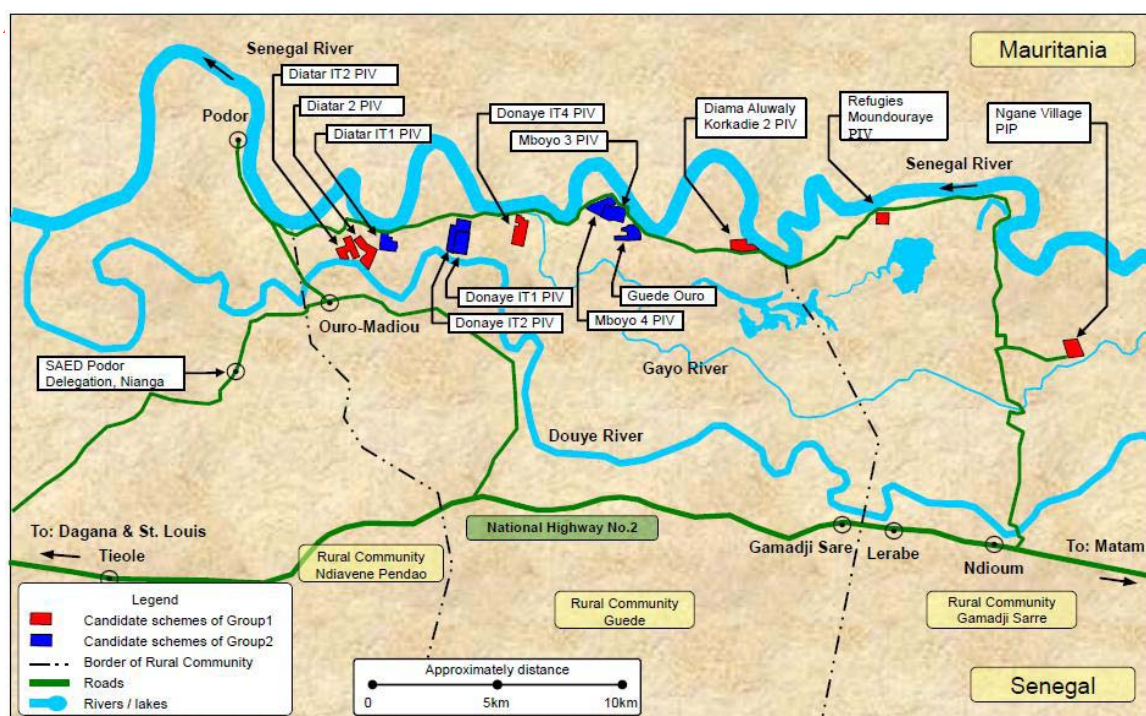 Senegal River
Mauritania
Diatar IT2 PIV
Diatar 2 PIV
Diatar IT1 PIV
Podor
Donaye IT4 PIV
Mboyo 3 PIV
Diama Aluwaly
Korkadie 2 PIV
Refugies
Moundouraye
PIV
Ngane Village
PIP
Senegal River
Donaye IT1 PIV
Donaye IT2 PIV
Guede Ouro
Mboyo 4 PIV
Ouro-Madiou
SAED Podor
Delegation, Nianga
Gayo River
Douye River
National Highway No.2
To: Dagana & St. Louis
Tieole
Rural Community
Ndiavene Pendao
Gamadji Sare
Lerabe
Ndioum
To: Matam
Rural Community
Guede
Rural Community
Gamadji Sarre
Legend
Candidate schemes of Group1
Candidate schemes of Group2
Border of Rural Community
Roads
Rivers / lakes
Approximately distance
0 5km 10km
Senegal